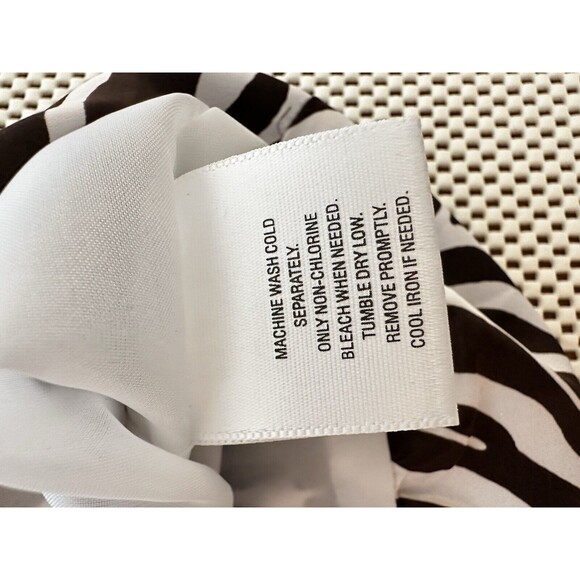 MACHINE WASH COLD
SEPARATELY.
ONLY NON-CHLORINE
BLEACH WHEN NEEDED.
TUMBLE DRY LOW.
REMOVE PROMPTLY.
COOL IRON IF NEEDED.